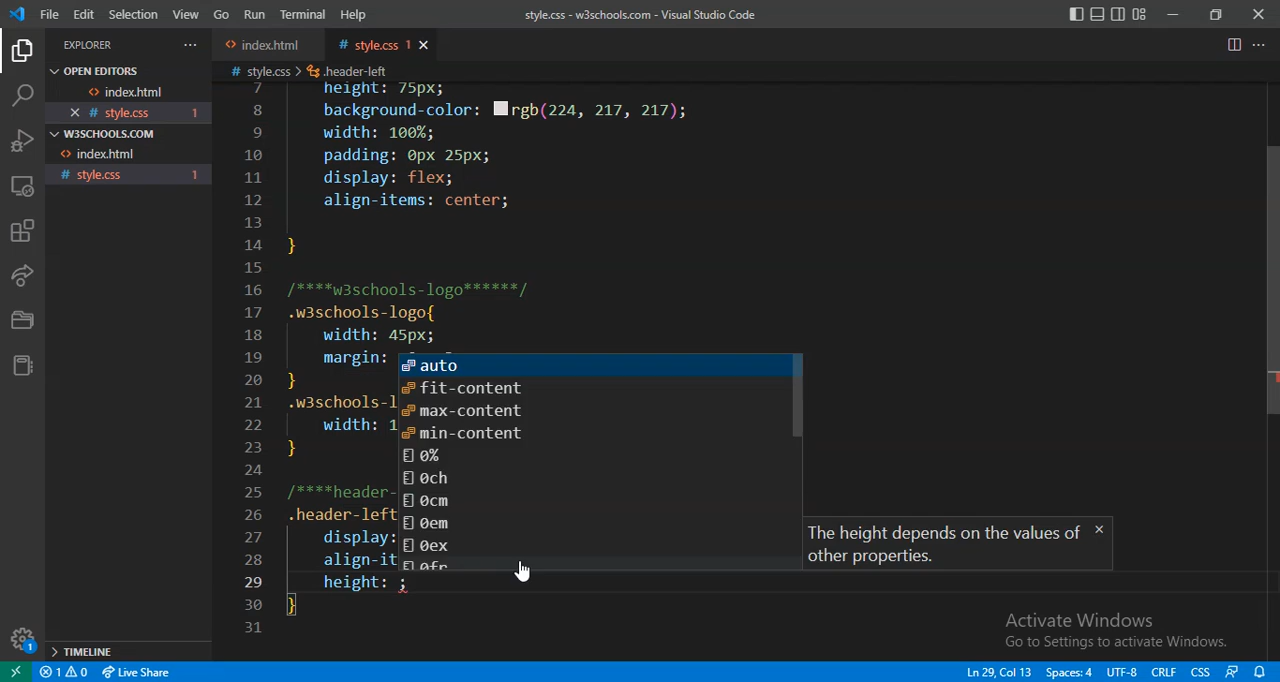 File Edit Selection View Go Run Terminal Help
style.css - w3schools.com - Visual Studio Code
EXPLORER
OPEN EDITORS
index.html
style.css 1
W3SCHOOLS.COM
index.html
style.css 1
TIMELINE
index.html
style.css 1
style.css > .header-left
7 height: 75px;
8 background-color: rgb(224, 217, 217);
9 width: 100%;
10 padding: 0px 25px;
11 display: flex;
12 align-items: center;
13
14 }
15
16 /****w3schools-logo******/
17 .w3schools-logo{
18 width: 45px;
19 margin:
20 }
21 .w3schools-l
22 width: 1
23 }
24
25 /****header-
26 .header-left
27 display:
28 align-it
29 height: ;
30 }
31
auto
fit-content
max-content
min-content
0%
0ch
0cm
0em
0ex
0fr
The height depends on the values of
other properties.
Activate Windows
Go to Settings to activate Windows.
1
1 0 Live Share
Ln 29, Col 13 Spaces: 4 UTF-8 CRLF CSS